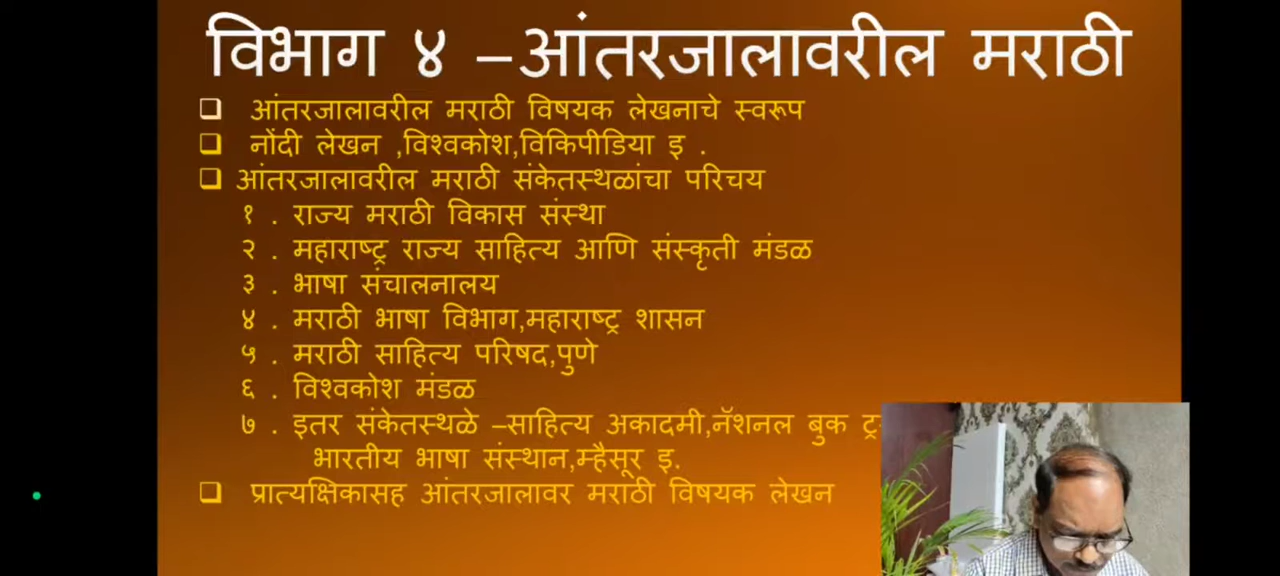 विभाग ४ –आंतरजालावरील मराठी
आंतरजालावरील मराठी विषयक लेखनाचे स्वरूप
नोंदी लेखन ,विश्वकोश,विकिपीडिया इ .
आंतरजालावरील मराठी संकेतस्थळांचा परिचय
१ . राज्य मराठी विकास संस्था
२ . महाराष्ट्र राज्य साहित्य आणि संस्कृती मंडळ
३ . भाषा संचालनालय
४ . मराठी भाषा विभाग,महाराष्ट्र शासन
५ . मराठी साहित्य परिषद,पुणे
६ . विश्वकोश मंडळ
७ . इतर संकेतस्थळे –साहित्य अकादमी,नॅशनल बुक
भारतीय भाषा संस्थान,म्हैसूर इ.
प्रात्यक्षिकासह आंतरजालावर मराठी विषयक लेखन